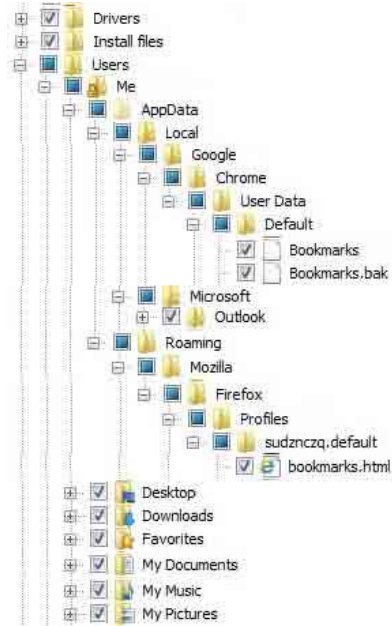 Drivers
Install files
Users
Me
AppData
Local
Google
Chrome
User Data
Default
Bookmarks
Bookmarks.bak
Microsoft
Outlook
Roaming
Mozilla
Firefox
Profiles
sudznczq.default
bookmarks.html
Desktop
Downloads
Favorites
My Documents
My Music
My Pictures